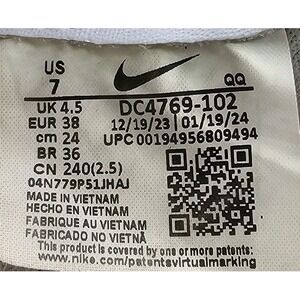 US
7 QQ
UK 4.5 DC4769-102
EUR 38 12/19/23 01/19/24
cm 24 UPC 00194956809494
BR 36
CN 240(2.5)
04N779P51JHAJ
MADE IN VIETNAM
HECHO EN VIETNAM
FABRIQUE AU VIETNAM
FABRICADO NO VIETNÃ
This product is covered by one or more patents
www.nike.com/patentsvirtualmarking